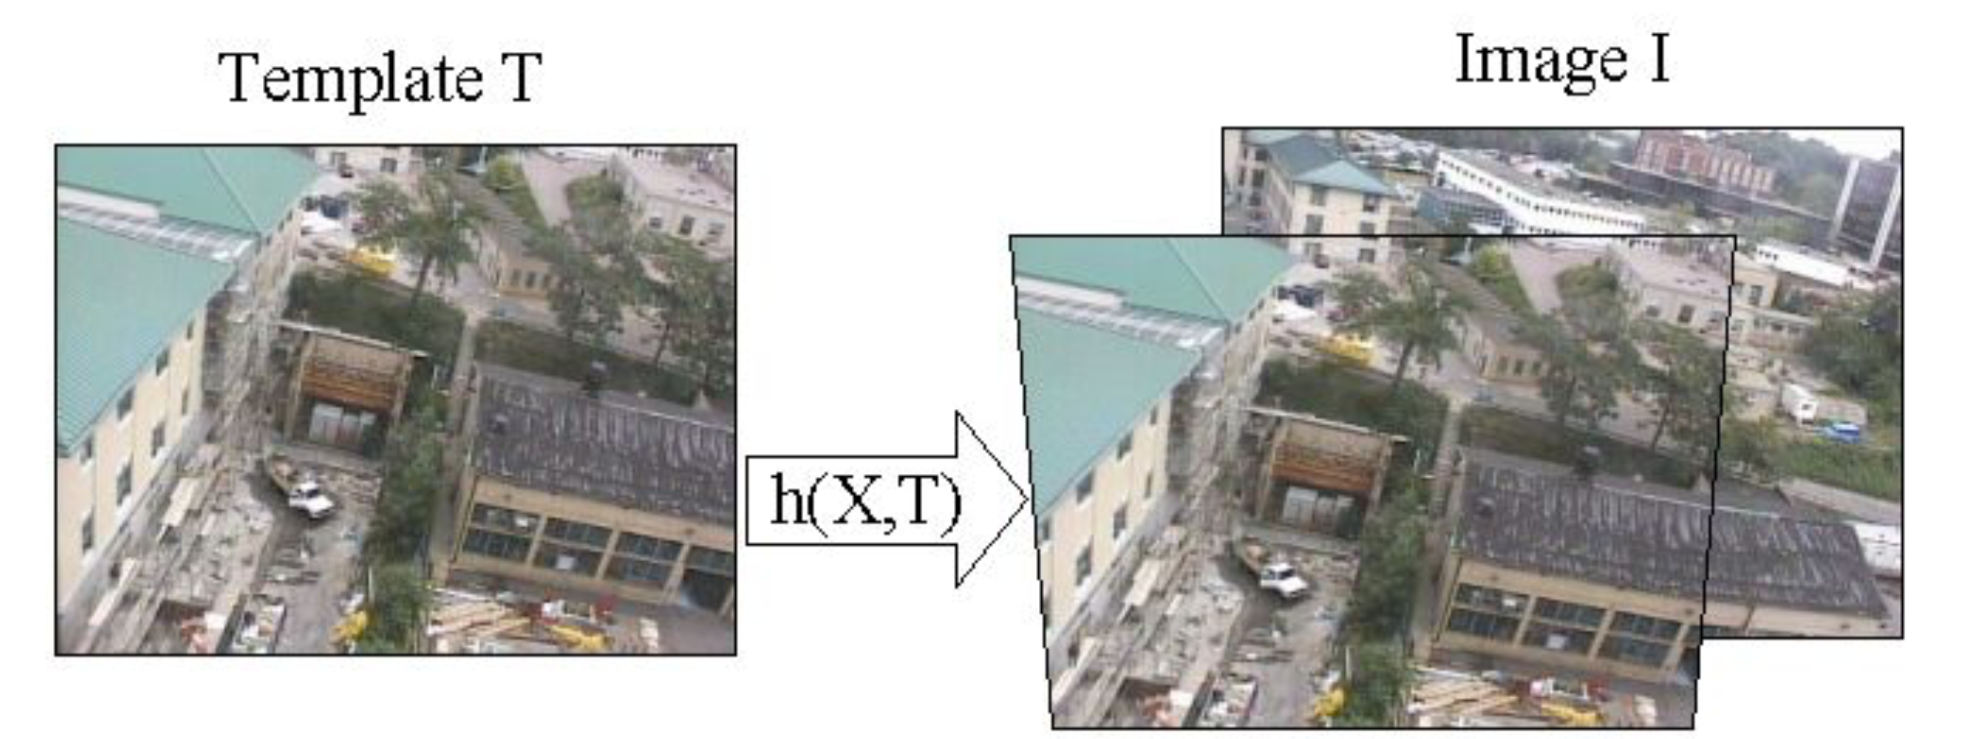 Template T
Image I
h(X,T)